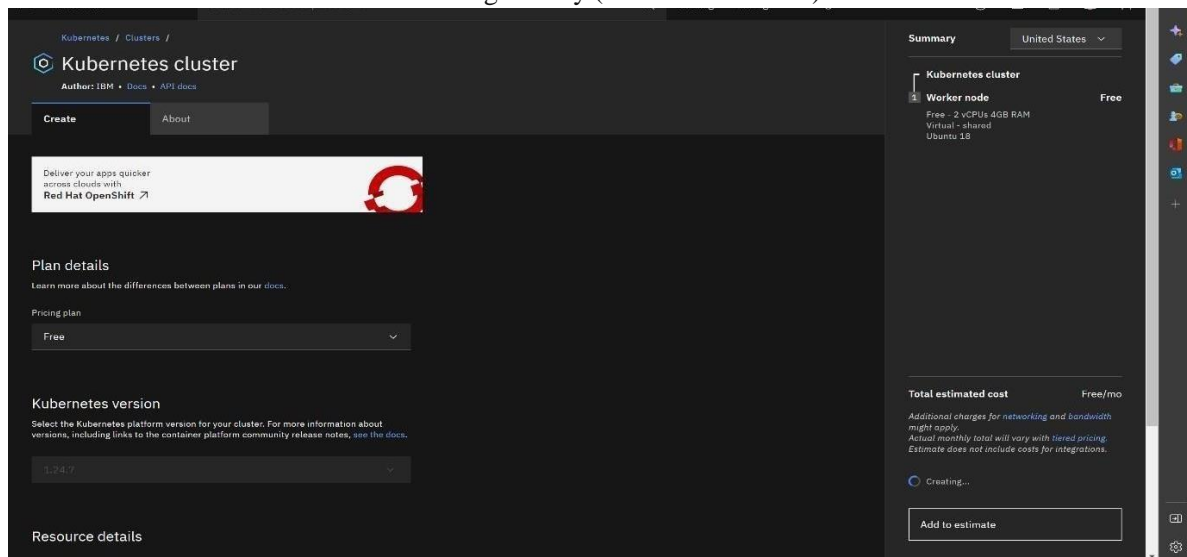 Kubernetes / Clusters /
Kubernetes cluster
Author: IBM • Docs • API docs
Create
About
Deliver your apps quicker
across clouds with
Red Hat OpenShift
Plan details
Learn more about the differences between plans in our docs.
Pricing plan
Free
Kubernetes version
Select the Kubernetes platform version for your cluster. For more information about
versions, including links to the container platform community release notes, see the docs.
1.24.7
Resource details
Summary
United States
Kubernetes cluster
1 Worker node Free
Free - 2 vCPUs 4GB RAM
Virtual - shared
Ubuntu 18
Total estimated cost Free/mo
Additional charges for networking and bandwidth
might apply.
Actual monthly total will vary with tiered pricing.
Estimate does not include costs for integrations.
Creating...
Add to estimate